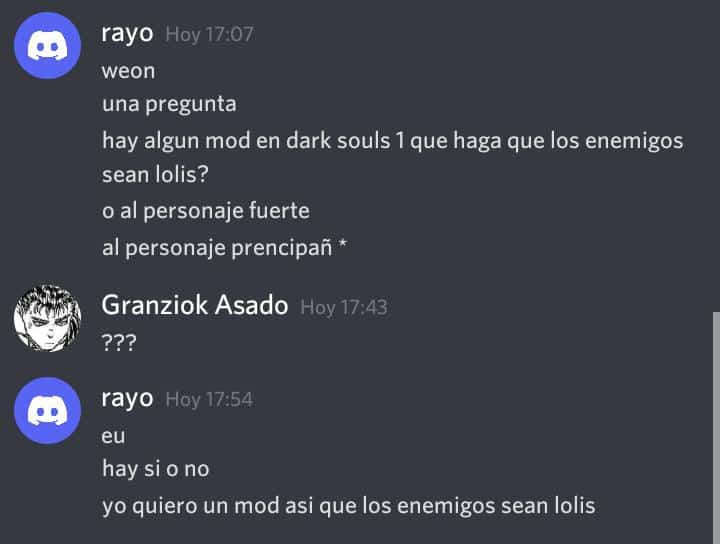 rayo Hoy 17:07
weon
una pregunta
hay algun mod en dark souls 1 que haga que los enemigos
sean lolis?
o al personaje fuerte
al personaje prencipañ *
Granziok Asado Hoy 17:43
???
rayo Hoy 17:54
eu
hay si o no
yo quiero un mod asi que los enemigos sean lolis